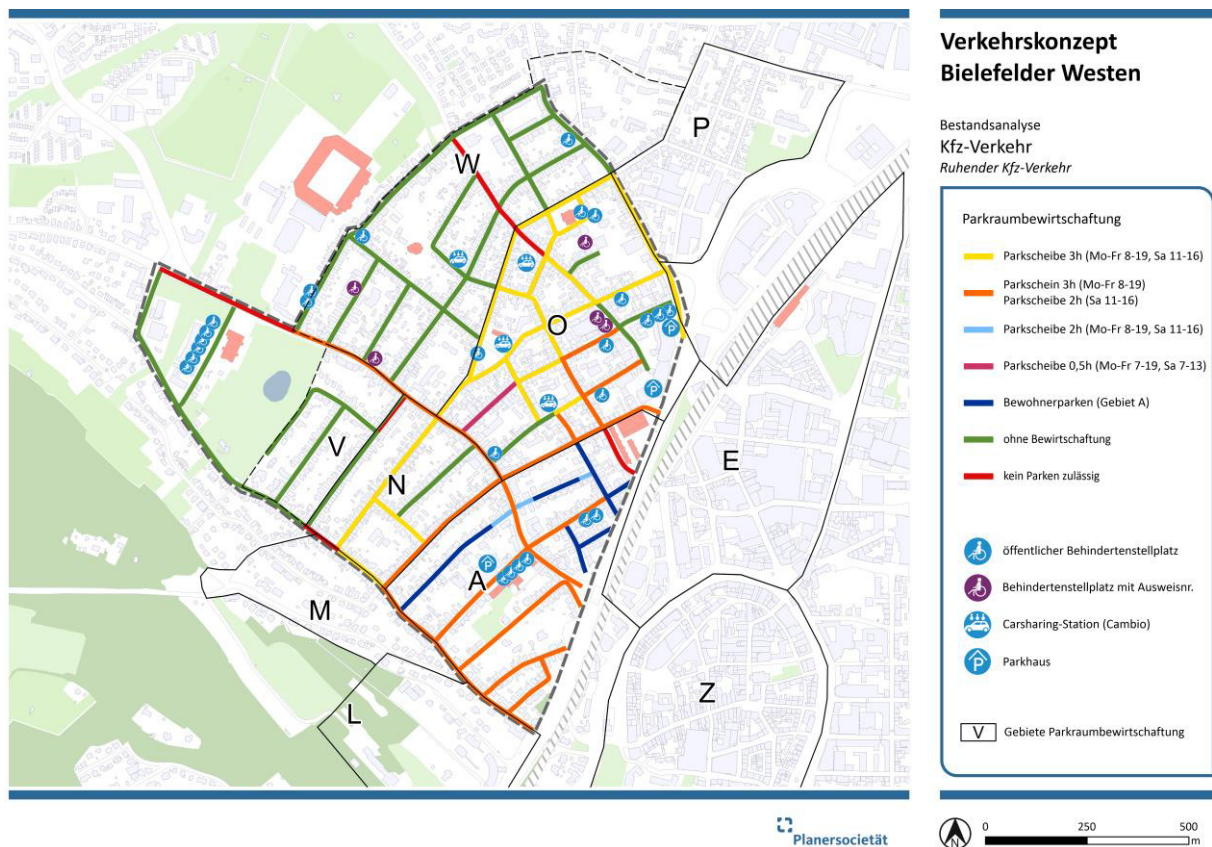 Verkehrskonzept
Bielefelder Westen
Bestandsanalyse
Kfz-Verkehr
Ruhender Kfz-Verkehr
Parkraumbewirtschaftung
Parkscheibe 3h (Mo-Fr 8-19, Sa 11-16)
Parkschein 3h (Mo-Fr 8-19)
Parkscheibe 2h (Sa 11-16)
Parkscheibe 2h (Mo-Fr 8-19, Sa 11-16)
Parkscheibe 0,5h (Mo-Fr 7-19, Sa 7-13)
Bewohnerparken (Gebiet A)
ohne Bewirtschaftung
kein Parken zulässig
öffentlicher Behindertenstellplatz
Behindertenstellplatz mit Ausweisnr.
Carsharing-Station (Cambio)
P
Parkhaus
V
Gebiete Parkraumbewirtschaftung
P
W
O
P
P
V
E
N
P
A
M
Z
L
Planersocietät
N
0 250 500
m